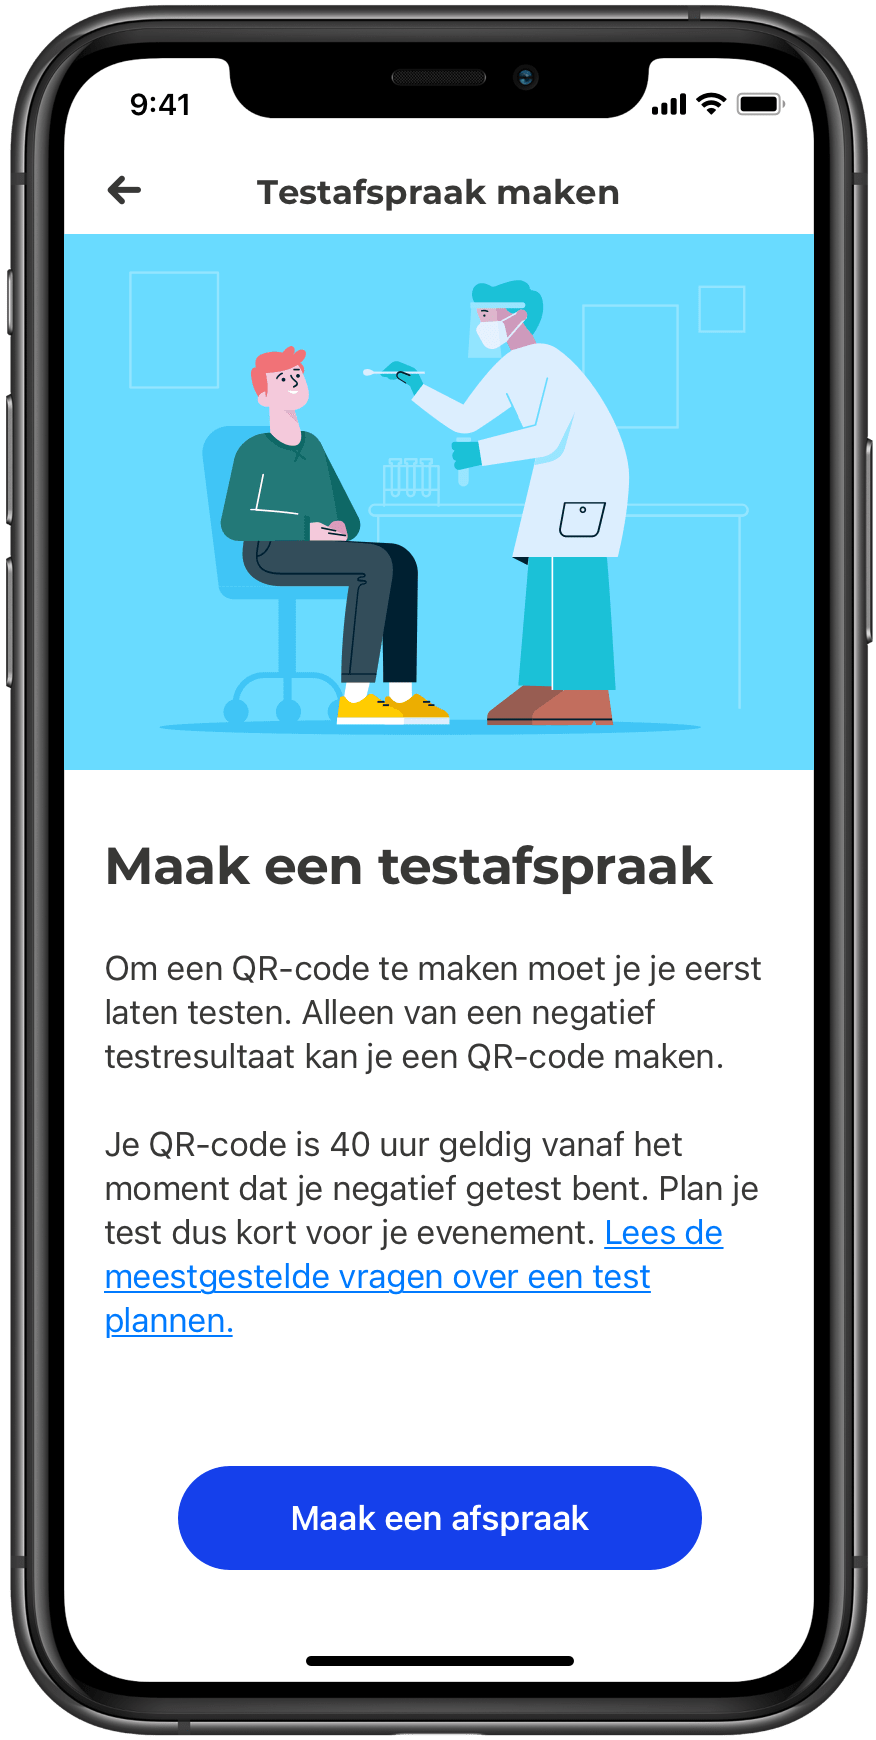 9:41
Testafspraak maken
Maak een testafspraak
Om een QR-code te maken moet je je eerst
laten testen. Alleen van een negatief
testresultaat kan je een QR-code maken.
Je QR-code is 40 uur geldig vanaf het
moment dat je negatief getest bent. Plan je
test dus kort voor je evenement. Lees de
meestgestelde vragen over een test
plannen.
Maak een afspraak